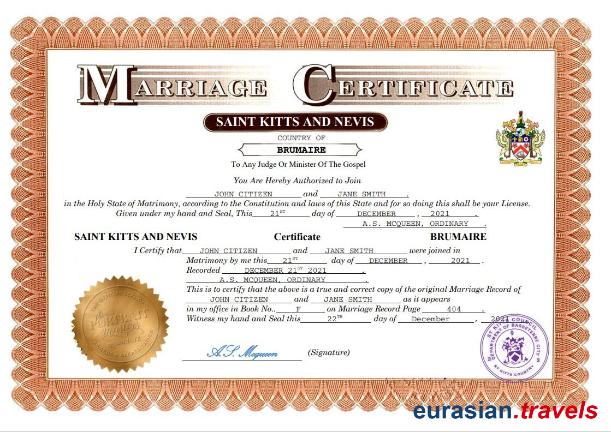 MARRIAGE CERTIFICATE
SAINT KITTS AND NEVIS
COUNTRY OF
BRUMAIRE
To Any Judge Or Minister Of The Gospel
You Are Hereby Authorized to Join
JOHN CITIZEN and JANE SMITH,
in the Holy State of Matrimony, according to the Constitution and laws of this State and for so doing this shall be your License.
Given under my hand and Seal, This 21ST day of DECEMBER, 2021.
A.S. MCQUEEN, ORDINARY.
SAINT KITTS AND NEVIS Certificate BRUMAIRE
I Certify that JOHN CITIZEN and JANE SMITH were joined in
Matrimony by me this 21ST day of DECEMBER, 2021.
Recorded DECEMBER 21ST 2021
A.S. MCQUEEN, ORDINARY
This is to certify that the above is a true and correct copy of the original Marriage Record of
JOHN CITIZEN and JANE SMITH as it appears
in my office in Book No. F on Marriage Record Page 404.
Witness my hand and Seal this 22TH day of December, 2021
A.S. Mcqueen (Signature)
eurasian.travels